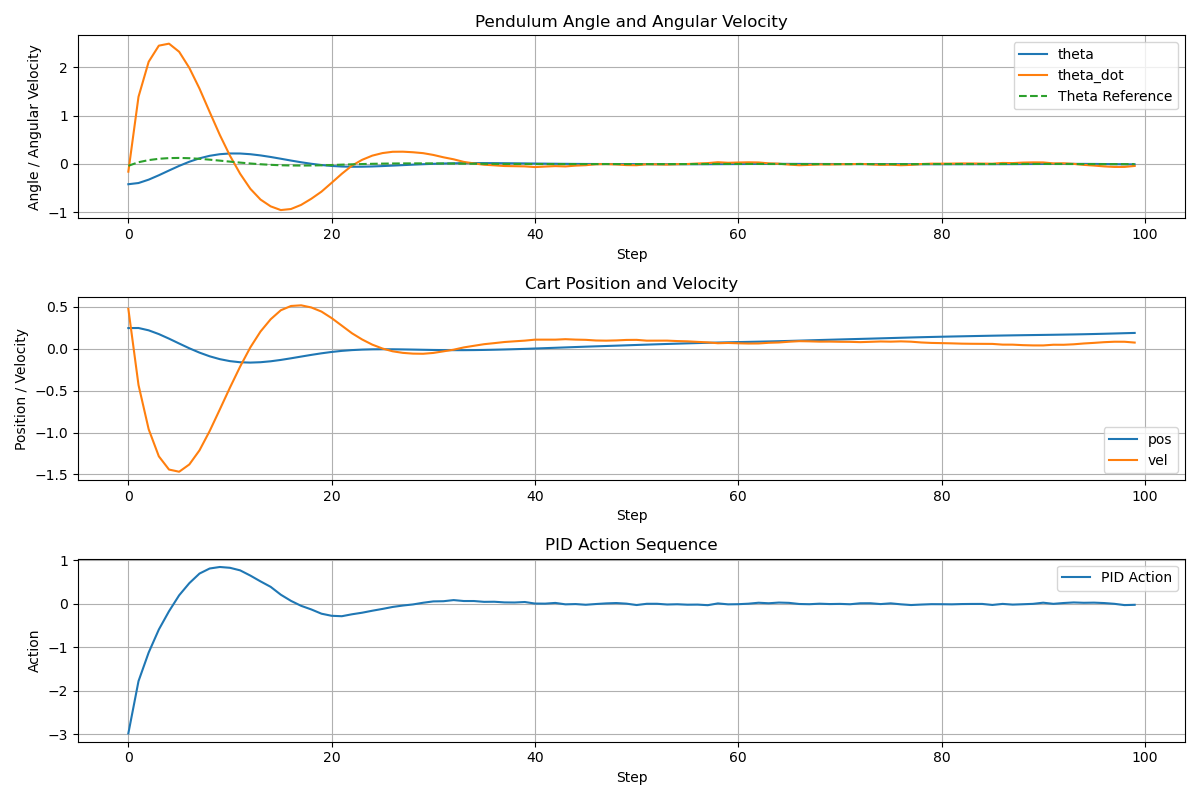 Pendulum Angle and Angular Velocity
Angle / Angular Velocity
2
1
0
−1
theta
theta_dot
Theta Reference
0 20 40 60 80 100
Step
Cart Position and Velocity
Position / Velocity
0.5
0.0
−0.5
−1.0
−1.5
pos
vel
0 20 40 60 80 100
Step
PID Action Sequence
Action
1
0
−1
−2
−3
PID Action
0 20 40 60 80 100
Step